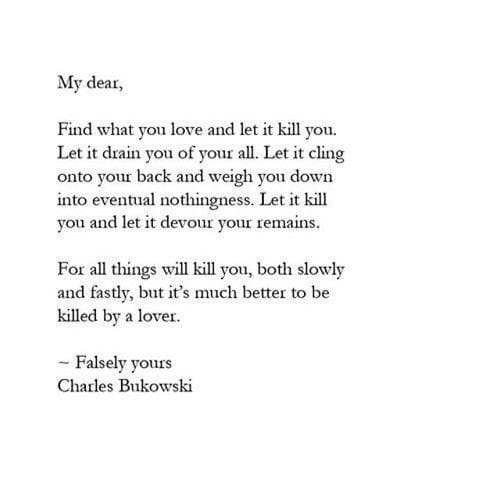 My dear,
Find what you love and let it kill you.
Let it drain you of your all. Let it cling
onto your back and weigh you down
into eventual nothingness. Let it kill
you and let it devour your remains.
For all things will kill you, both slowly
and fastly, but it’s much better to be
killed by a lover.
~ Falsely yours
Charles Bukowski